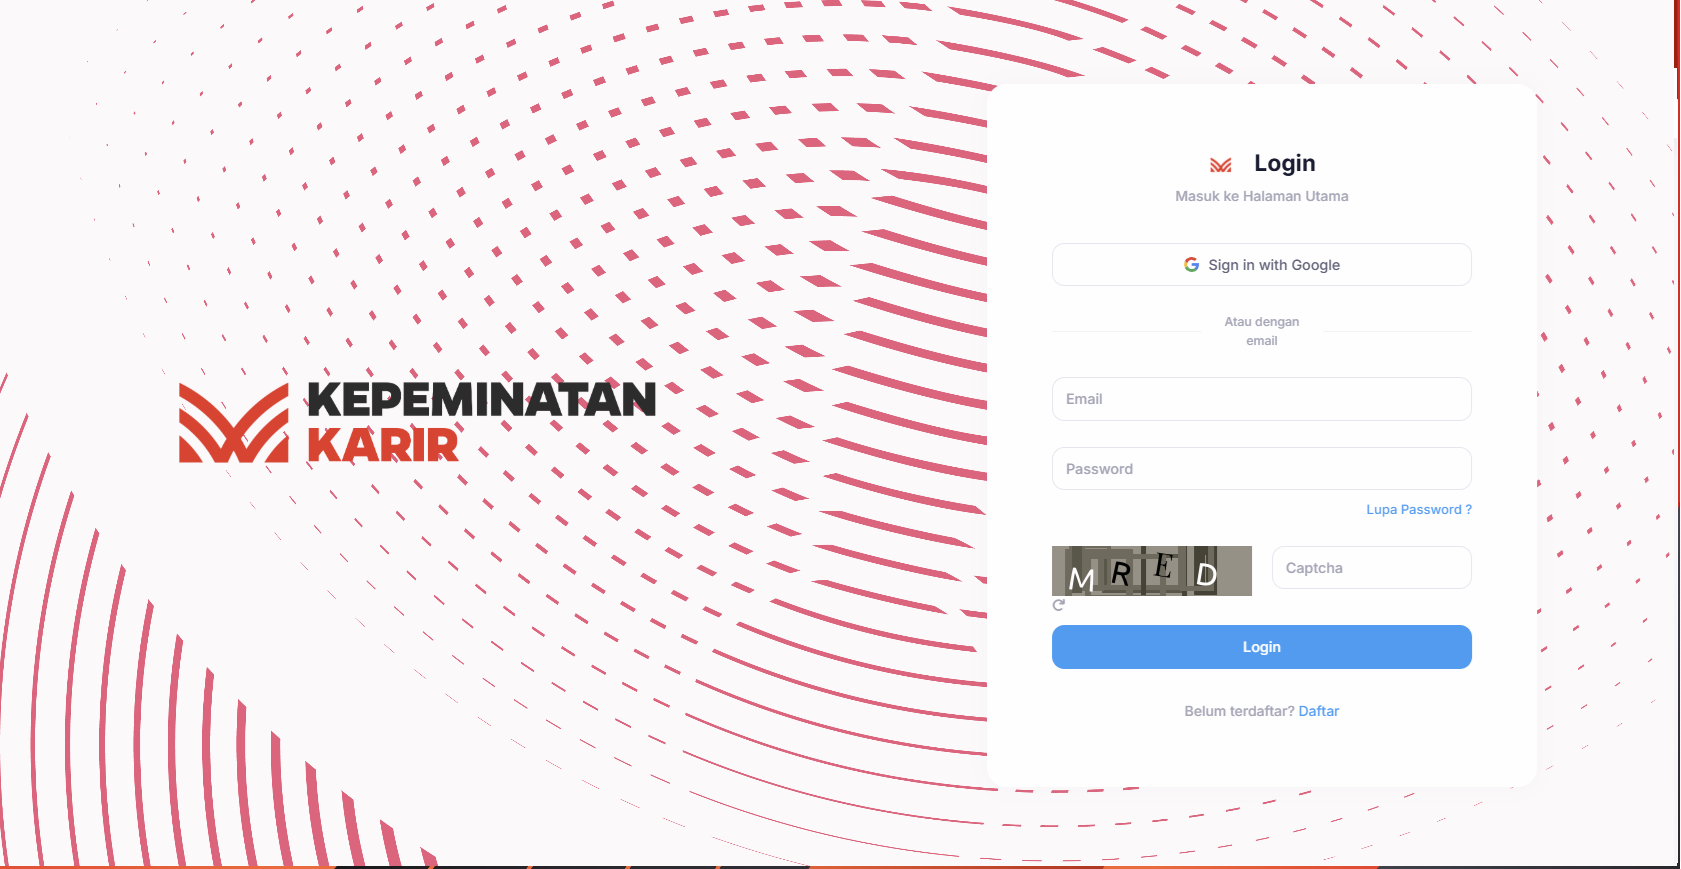 KEPEMINATAN
KARIR
Login
Masuk ke Halaman Utama
Sign in with Google
Atau dengan
email
Email
Password
Lupa Password ?
M R E D
Captcha
Login
Belum terdaftar? Daftar